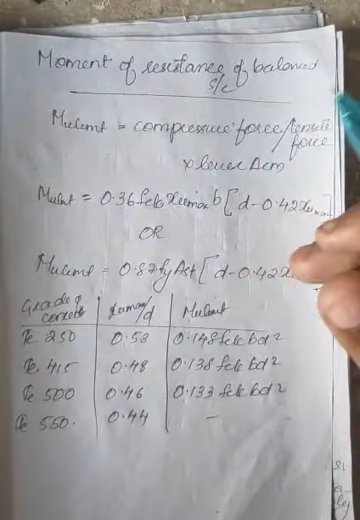 Moment of resistance of balanced
s/c
Mulimt = compressive force/tensile
force
x lever Arm
Mulimt = 0.36 fck xumax b [d-0.42xumax]
OR
Mulimt = 0.87 fy Ast [d-0.42x
Grade of concrete | xumax/d | Mulimt
Fe 250 | 0.53 | 0.148 fck bd²
Fe 415 | 0.48 | 0.138 fck bd²
Fe 500 | 0.46 | 0.133 fck bd²
Fe 550. | 0.44 | -